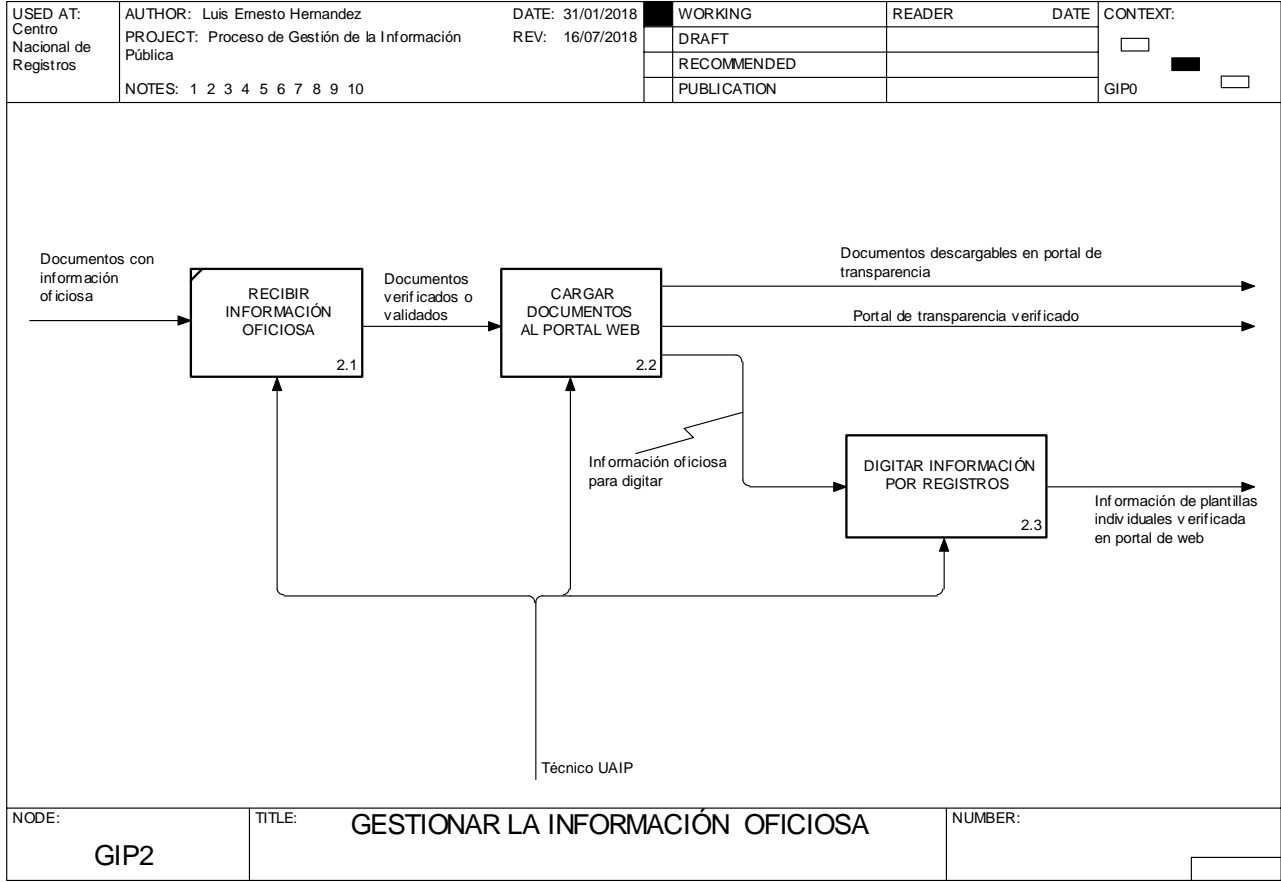 USED AT:
Centro
Nacional de
Registros
AUTHOR: Luis Ernesto Hernandez
DATE: 31/01/2018
PROJECT: Proceso de Gestión de la Información
Pública
REV: 16/07/2018
NOTES: 1 2 3 4 5 6 7 8 9 10
WORKING
DRAFT
RECOMMENDED
PUBLICATION
READER
DATE
CONTEXT:
GIP0
Documentos con
información
oficiosa
RECIBIR
INFORMACIÓN
OFICIOSA
2.1
Documentos
verificados o
validados
CARGAR
DOCUMENTOS
AL PORTAL WEB
2.2
Documentos descargables en portal de
transparencia
Portal de transparencia verificado
Información oficiosa
para digitar
DIGITAR INFORMACIÓN
POR REGISTROS
2.3
Información de plantillas
individuales verificada
en portal de web
Técnico UAIP
NODE:
GIP2
TITLE:
GESTIONAR LA INFORMACIÓN OFICIOSA
NUMBER: